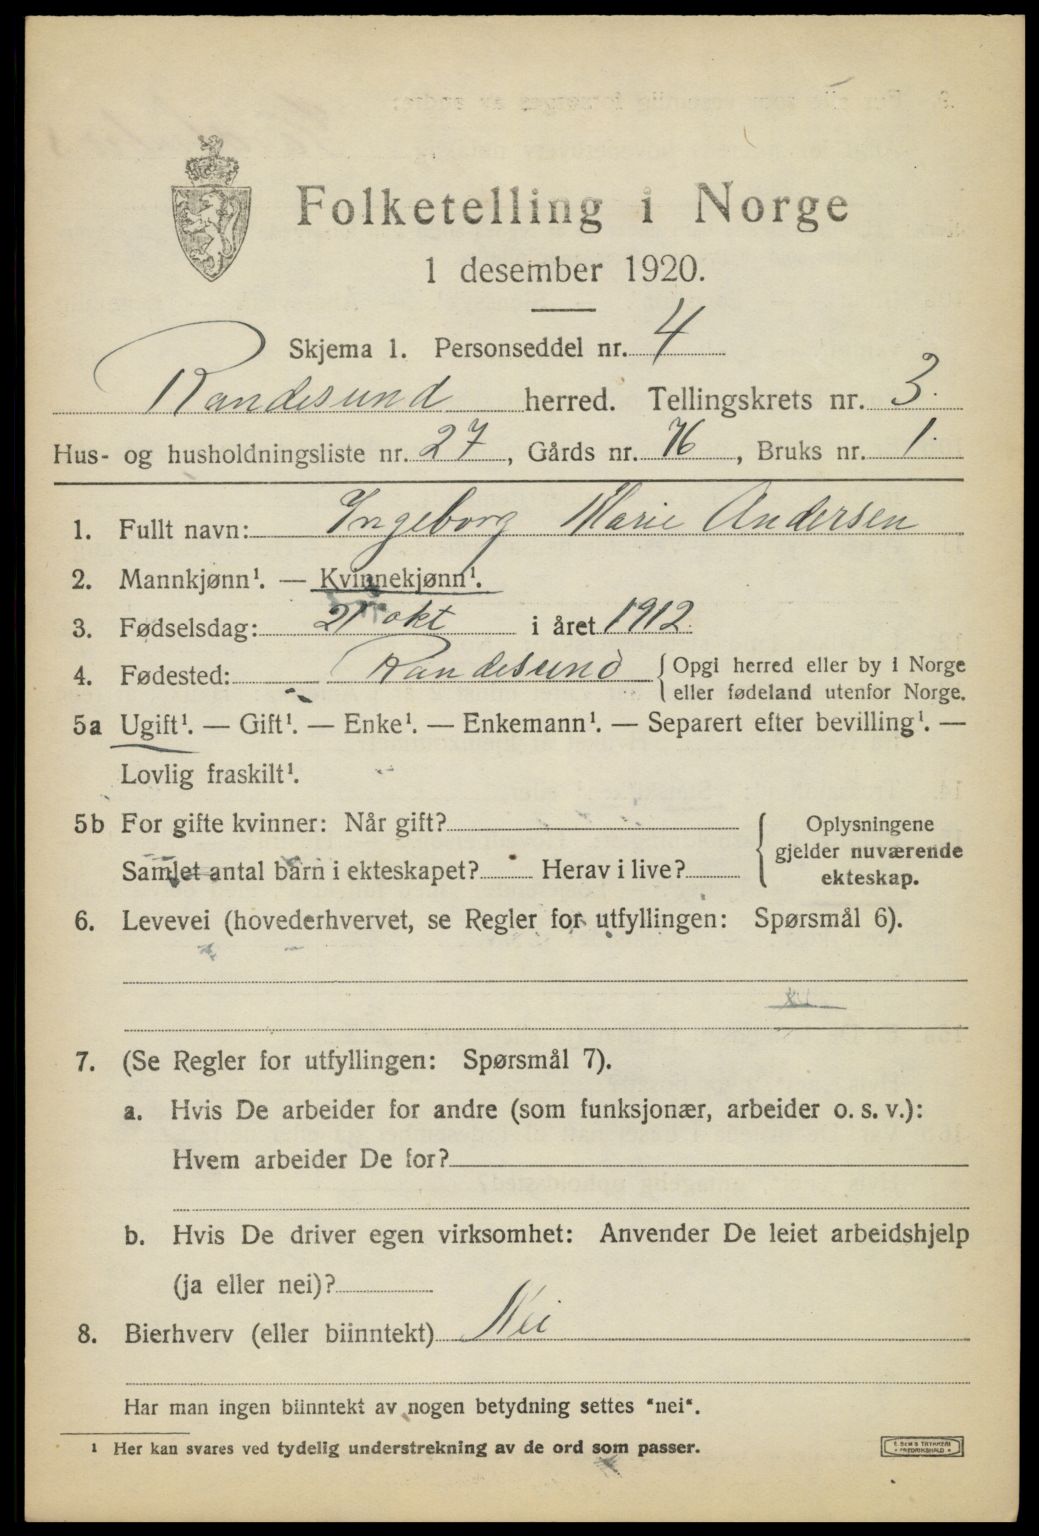 Folketelling i Norge
1 desember 1920.
Skjema 1. Personseddel nr. 4
Randesund herred. Tellingskrets nr. 3.
Hus- og husholdningsliste nr. 27, Gårds nr. 76, Bruks nr. 1.
1. Fullt navn: Ingeborg Marie Andersen
2. Mannkjønn¹. — Kvinnekjønn¹.
3. Fødselsdag: 21 okt i året 1912.
4. Fødested: Randesund { Opgi herred eller by i Norge
eller fødeland utenfor Norge.
5a Ugift¹. — Gift¹. — Enke¹. — Enkemann¹. — Separert efter bevilling¹. —
Lovlig fraskilt¹.
5b For gifte kvinner: Når gift? { Oplysningene
gjelder nuværende
Samlet antal barn i ekteskapet? Herav i live? ekteskap.
6. Levevei (hovederhvervet, se Regler for utfyllingen: Spørsmål 6).
7. (Se Regler for utfyllingen: Spørsmål 7).
a. Hvis De arbeider for andre (som funksjonær, arbeider o. s. v.):
Hvem arbeider De for?
b. Hvis De driver egen virksomhet: Anvender De leiet arbeidshjelp
(ja eller nei)?
8. Bierhverv (eller biinntekt) Nei
Har man ingen biinntekt av nogen betydning settes "nei".
¹ Her kan svares ved tydelig understrekning av de ord som passer.
E. SEM'S TRYKKERI
• FREDRIKSHALD •